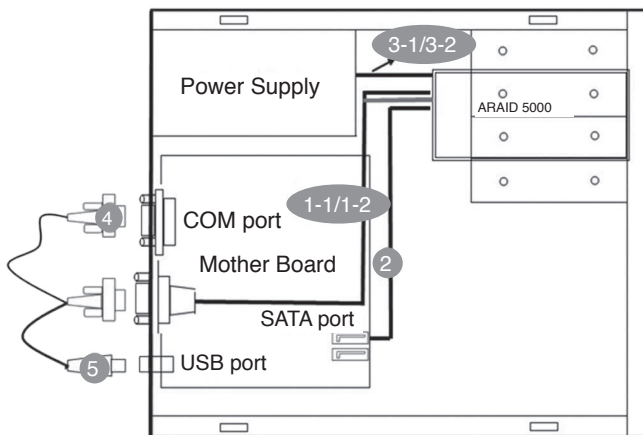 3-1/3-2
Power Supply
ARAID 5000
1-1/1-2
4
COM port
Mother Board
2
SATA port
5
USB port